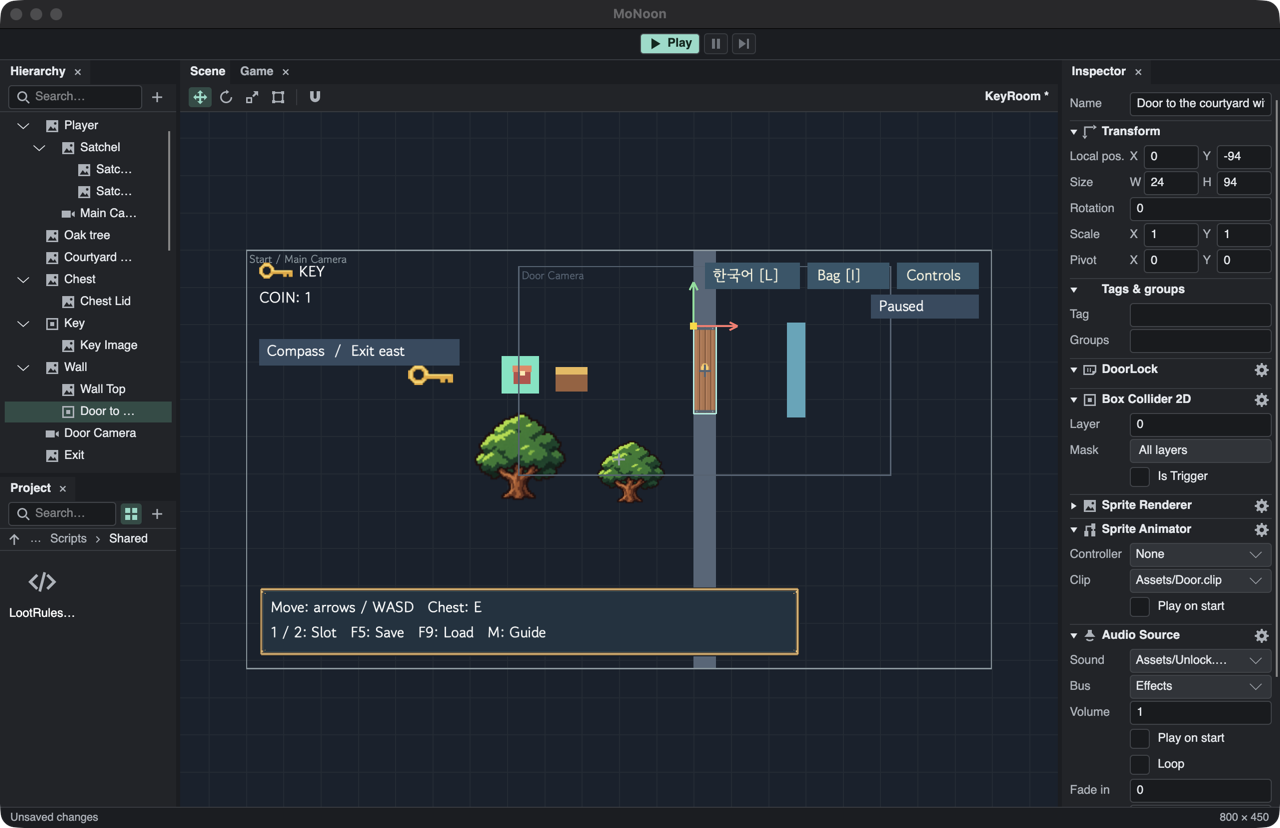 MoNoon
Play
Hierarchy ×
Search...
Player
Satchel
Satc...
Satc...
Main Ca...
Oak tree
Courtyard ...
Chest
Chest Lid
Key
Key Image
Wall
Wall Top
Door to ...
Door Camera
Exit
Project ×
Search...
... Scripts › Shared
LootRules...
Scene Game ×
KeyRoom *
Start / Main Camera
KEY
COIN: 1
Door Camera
한국어 [L] Bag [I] Controls
Paused
Compass / Exit east
Move: arrows / WASD Chest: E
1 / 2: Slot F5: Save F9: Load M: Guide
Inspector ×
Name Door to the courtyard wi
Transform
Local pos. X 0 Y -94
Size W 24 H 94
Rotation 0
Scale X 1 Y 1
Pivot X 0 Y 0
Tags & groups
Tag
Groups
DoorLock
Box Collider 2D
Layer 0
Mask All layers
Is Trigger
Sprite Renderer
Sprite Animator
Controller None
Clip Assets/Door.clip
Play on start
Audio Source
Sound Assets/Unlock....
Bus Effects
Volume 1
Play on start
Loop
Fade in 0
Unsaved changes
800 × 450